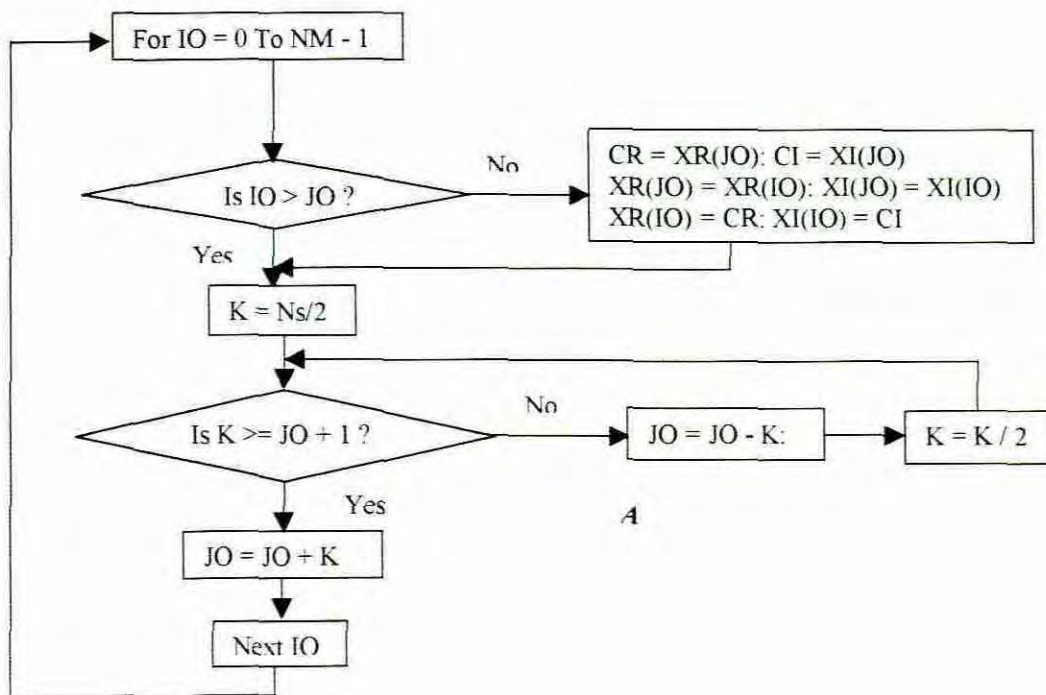 For IO = 0 To NM - 1
Is IO > JO ?
No
CR = XR(JO): CI = XI(JO)
XR(JO) = XR(IO): XI(JO) = XI(IO)
XR(IO) = CR: XI(IO) = CI
Yes
K = Ns/2
Is K >= JO + 1 ?
No
JO = JO - K:
K = K / 2
Yes
A
JO = JO + K
Next IO